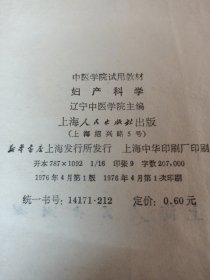 中医学院试用教材
妇产科学
辽宁中医学院主编
上海人民出版社出版
(上海绍兴路5号)
新华书店上海发行所发行 上海中华印刷厂印刷
开本787×1092 1/16 印张9 字数207,000
1976年4月第1版 1976年4月第1次印刷
统一书号：14171·212 定价：0.60元